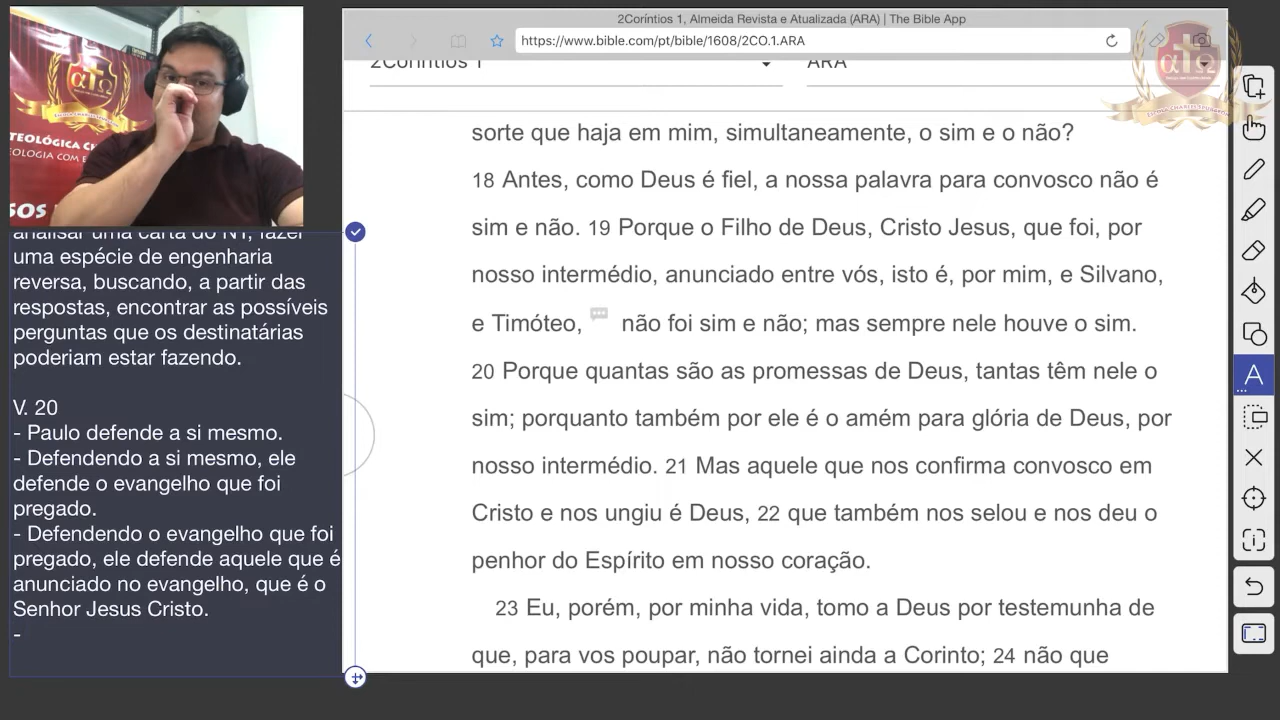 2Coríntios 1, Almeida Revista e Atualizada (ARA) | The Bible App
https://www.bible.com/pt/bible/1608/2CO.1.ARA
2Coríntios 1
ARA
sorte que haja em mim, simultaneamente, o sim e o não?
18 Antes, como Deus é fiel, a nossa palavra para convosco não é
sim e não. 19 Porque o Filho de Deus, Cristo Jesus, que foi, por
nosso intermédio, anunciado entre vós, isto é, por mim, e Silvano,
e Timóteo, não foi sim e não; mas sempre nele houve o sim.
20 Porque quantas são as promessas de Deus, tantas têm nele o
sim; porquanto também por ele é o amém para glória de Deus, por
nosso intermédio. 21 Mas aquele que nos confirma convosco em
Cristo e nos ungiu é Deus, 22 que também nos selou e nos deu o
penhor do Espírito em nosso coração.
23 Eu, porém, por minha vida, tomo a Deus por testemunha de
que, para vos poupar, não tornei ainda a Corinto; 24 não que
analisar uma carta do NT, fazer
uma espécie de engenharia
reversa, buscando, a partir das
respostas, encontrar as possíveis
perguntas que os destinatárias
poderiam estar fazendo.
V. 20
- Paulo defende a si mesmo.
- Defendendo a si mesmo, ele
defende o evangelho que foi
pregado.
- Defendendo o evangelho que foi
pregado, ele defende aquele que é
anunciado no evangelho, que é o
Senhor Jesus Cristo.
-
TEOLÓGICA
A
ESCOLA CHARLES SPURGEON